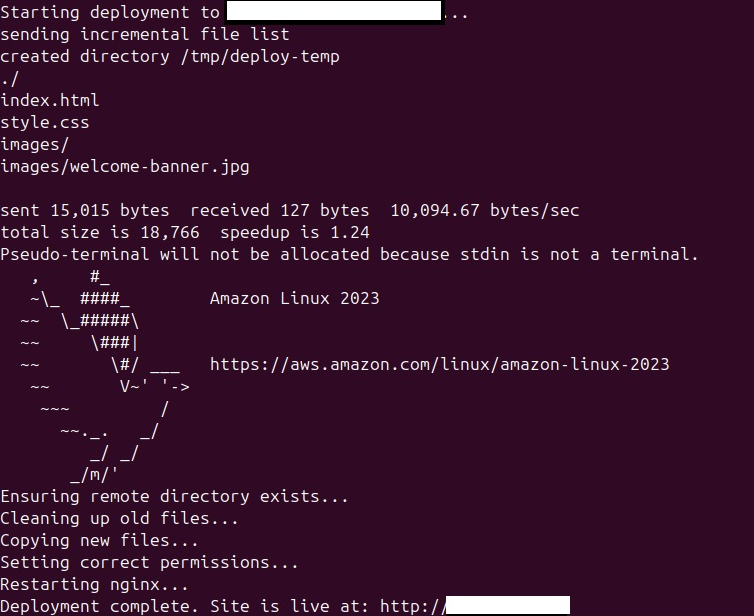 Starting deployment to ...
sending incremental file list
created directory /tmp/deploy-temp
./
index.html
style.css
images/
images/welcome-banner.jpg

sent 15,015 bytes  received 127 bytes  10,094.67 bytes/sec
total size is 18,766  speedup is 1.24
Pseudo-terminal will not be allocated because stdin is not a terminal.
   ,     #_
   ~\_  ####_        Amazon Linux 2023
  ~~  \_#####\
  ~~     \###|
  ~~       \#/ ___   https://aws.amazon.com/linux/amazon-linux-2023
   ~~       V~' '->
    ~~~         /
      ~~._.   _/
         _/ _/
       _/m/'
Ensuring remote directory exists...
Cleaning up old files...
Copying new files...
Setting correct permissions...
Restarting nginx...
Deployment complete. Site is live at: http://